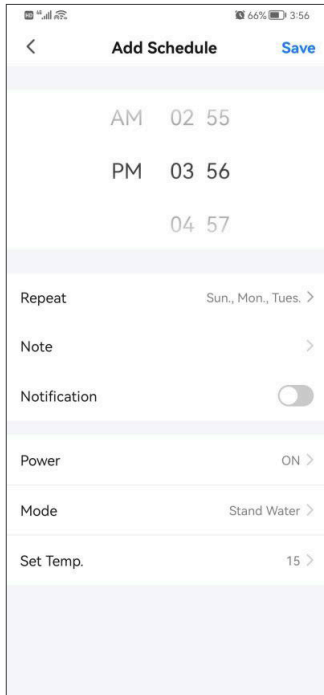 66% 3:56
Add Schedule Save
AM 02 55
PM 03 56
04 57
Repeat Sun., Mon., Tues.
Note
Notification
Power ON
Mode Stand Water
Set Temp. 15